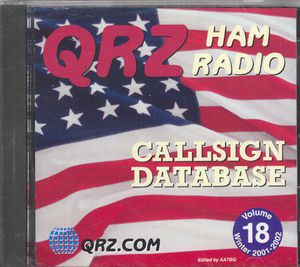 QRZ HAM
RADIO
CALLSIGN
DATABASE
Volume
18
Winter 2001-2002
QRZ.COM
Edited by AA7BQ